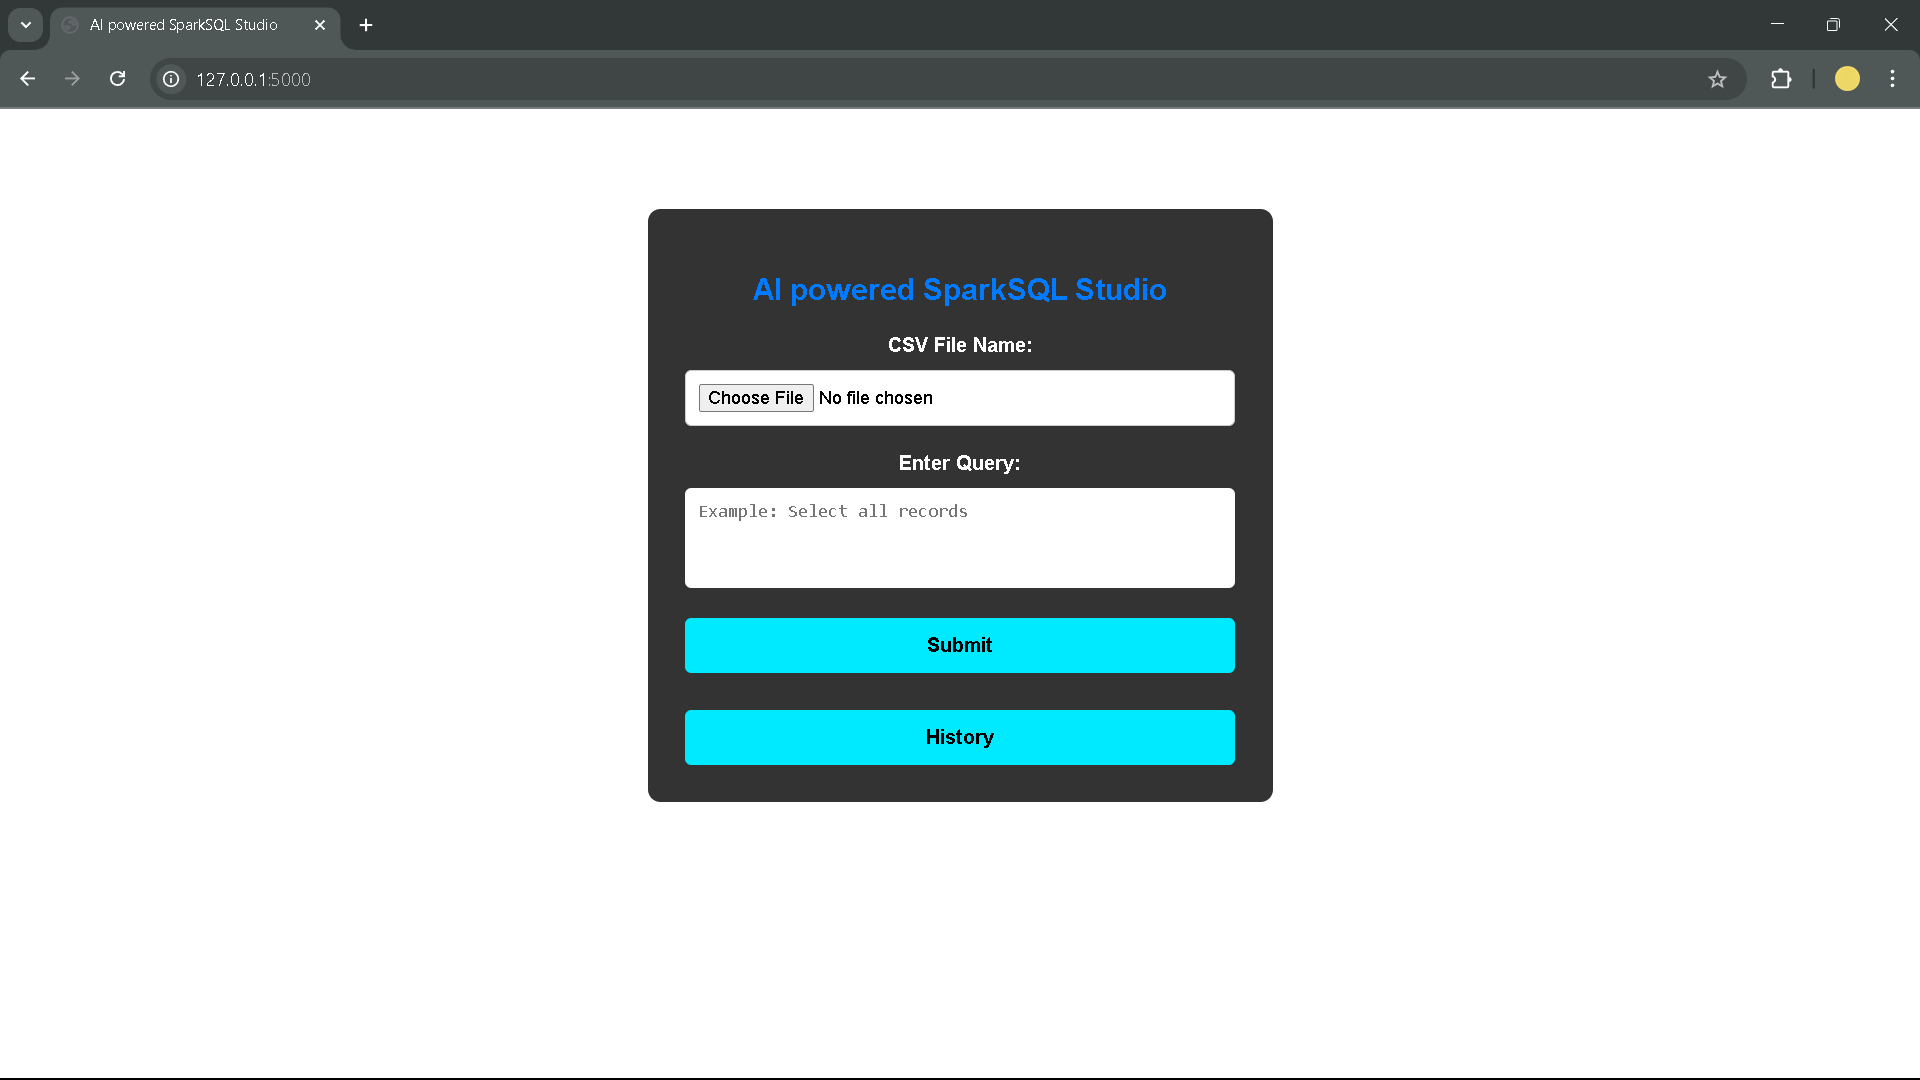 AI powered SparkSQL Studio
127.0.0.1:5000
AI powered SparkSQL Studio
CSV File Name:
Choose File No file chosen
Enter Query:
Example: Select all records
Submit
History